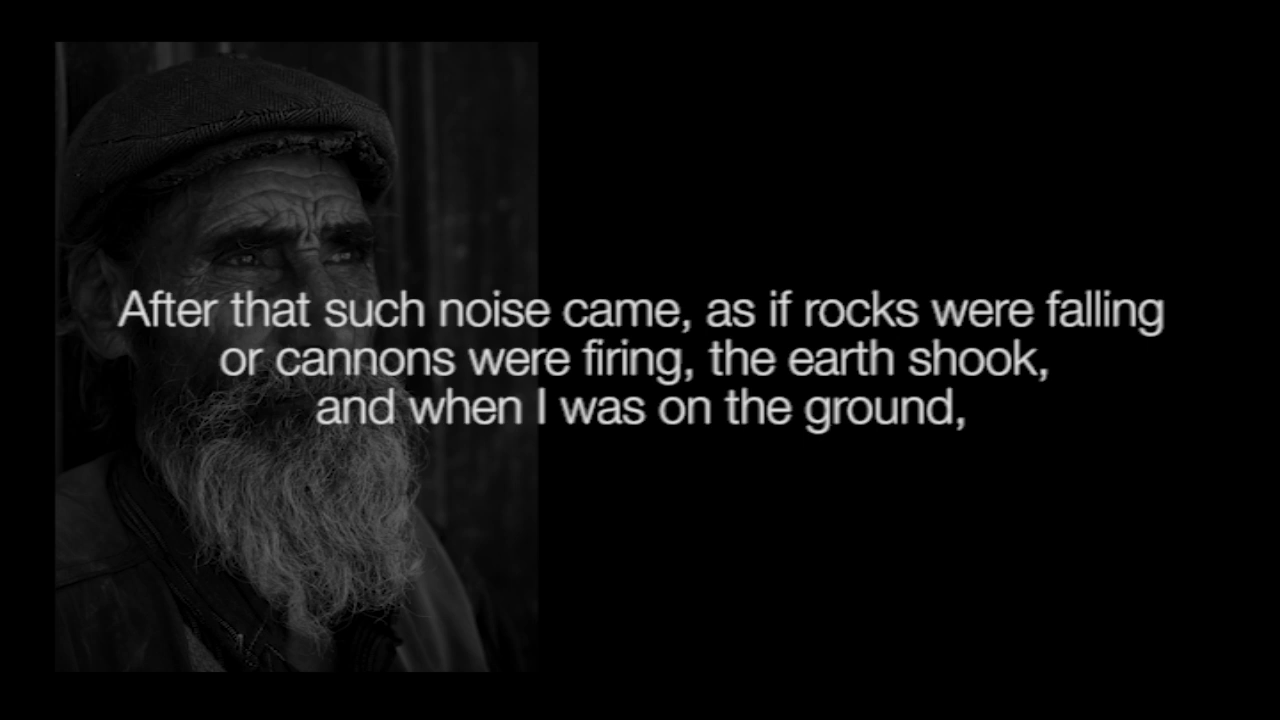 After that such noise came, as if rocks were falling
or cannons were firing, the earth shook,
and when I was on the ground,